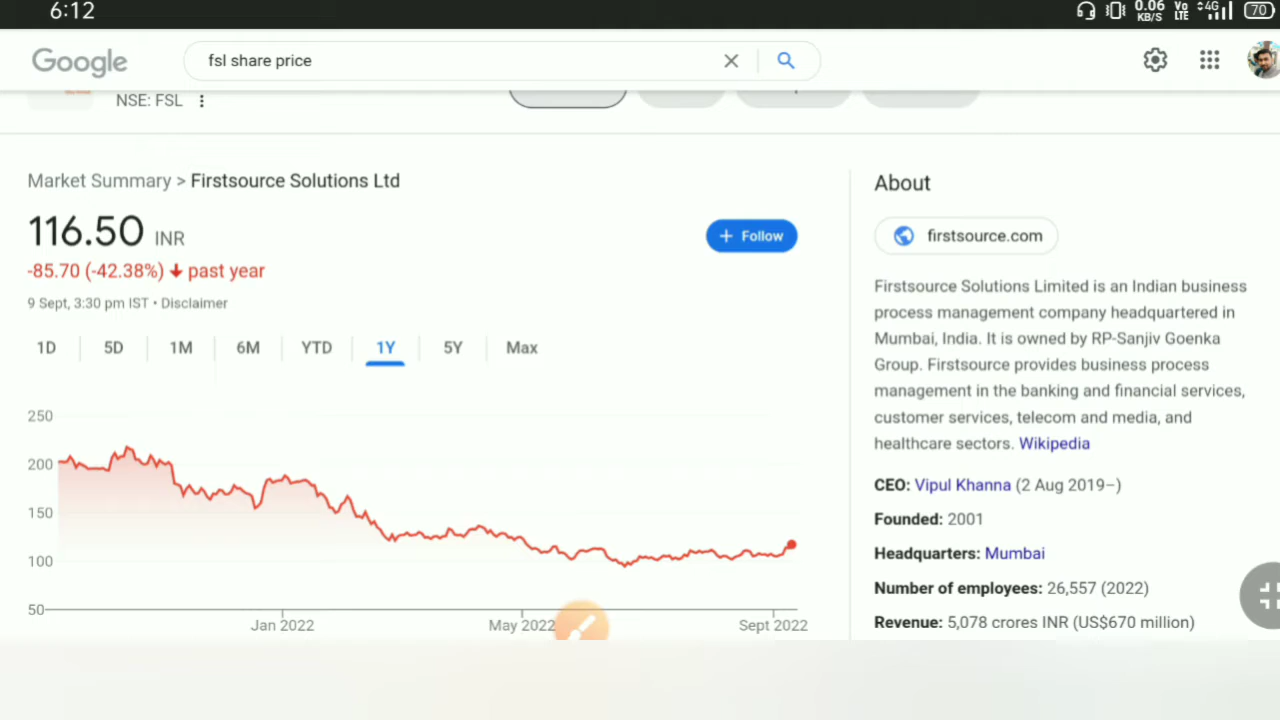 6:12
0.06 KB/S Vo LTE 4G 70
Google
fsl share price
NSE: FSL
Market Summary > Firstsource Solutions Ltd
116.50 INR
-85.70 (-42.38%) past year
9 Sept, 3:30 pm IST • Disclaimer
+ Follow
1D 5D 1M 6M YTD 1Y 5Y Max
250
200
150
100
50
Jan 2022 May 2022 Sept 2022
About
firstsource.com
Firstsource Solutions Limited is an Indian business
process management company headquartered in
Mumbai, India. It is owned by RP-Sanjiv Goenka
Group. Firstsource provides business process
management in the banking and financial services,
customer services, telecom and media, and
healthcare sectors. Wikipedia
CEO: Vipul Khanna (2 Aug 2019–)
Founded: 2001
Headquarters: Mumbai
Number of employees: 26,557 (2022)
Revenue: 5,078 crores INR (US$670 million)